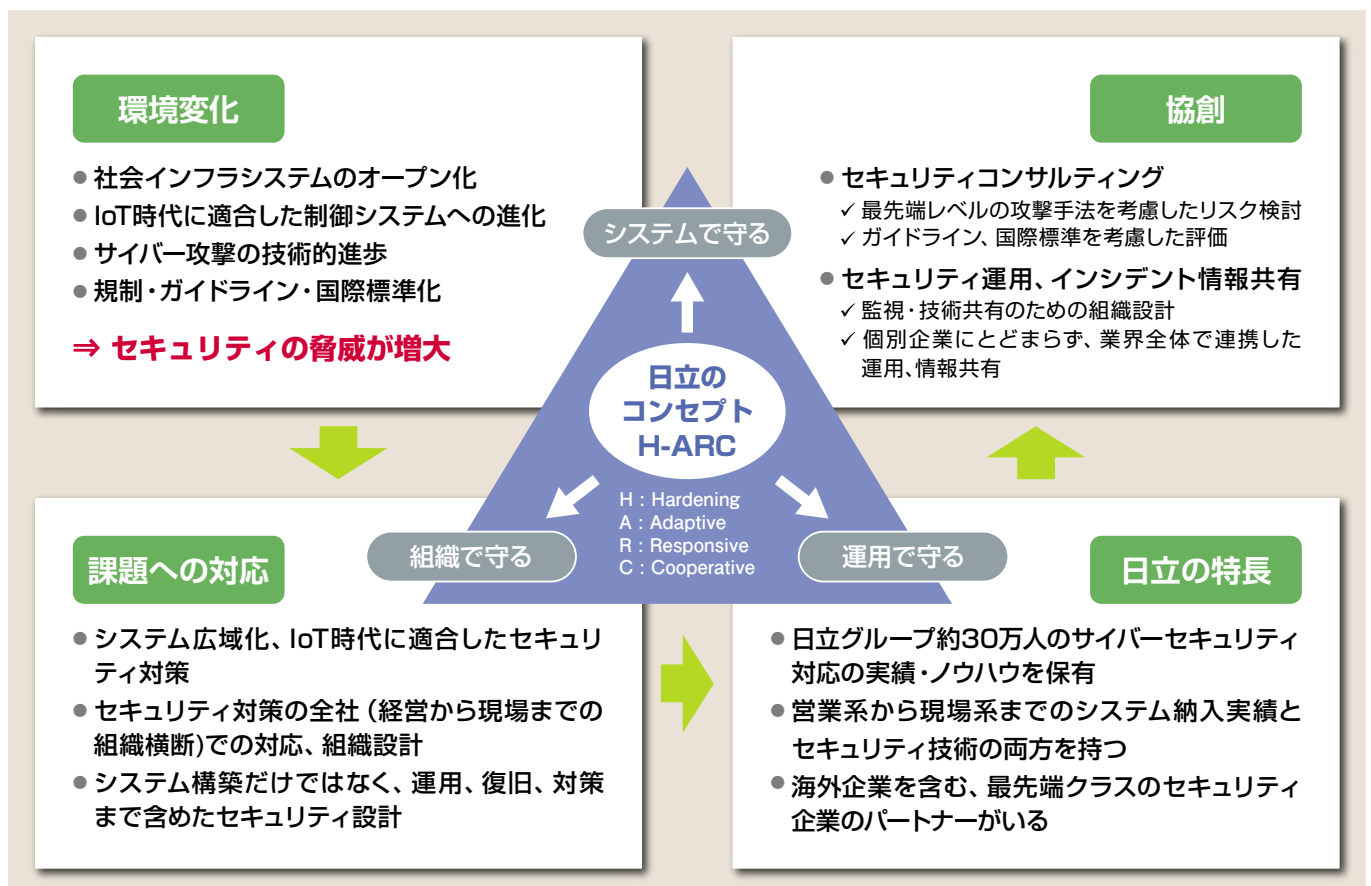 環境変化
● 社会インフラシステムのオープン化
● IoT時代に適合した制御システムへの進化
● サイバー攻撃の技術的進歩
● 規制・ガイドライン・国際標準化
⇒ セキュリティの脅威が増大
協創
● セキュリティコンサルティング
✓ 最先端レベルの攻撃手法を考慮したリスク検討
✓ ガイドライン、国際標準を考慮した評価
● セキュリティ運用、インシデント情報共有
✓ 監視・技術共有のための組織設計
✓ 個別企業にとどまらず、業界全体で連携した
運用、情報共有
システムで守る
日立の
コンセプト
H-ARC
H : Hardening
A : Adaptive
R : Responsive
C : Cooperative
組織で守る
運用で守る
課題への対応
● システム広域化、IoT時代に適合したセキュリ
ティ対策
● セキュリティ対策の全社（経営から現場までの
組織横断)での対応、組織設計
● システム構築だけではなく、運用、復旧、対策
まで含めたセキュリティ設計
日立の特長
● 日立グループ約30万人のサイバーセキュリティ
対応の実績・ノウハウを保有
● 営業系から現場系までのシステム納入実績と
セキュリティ技術の両方を持つ
● 海外企業を含む、最先端クラスのセキュリティ
企業のパートナーがいる